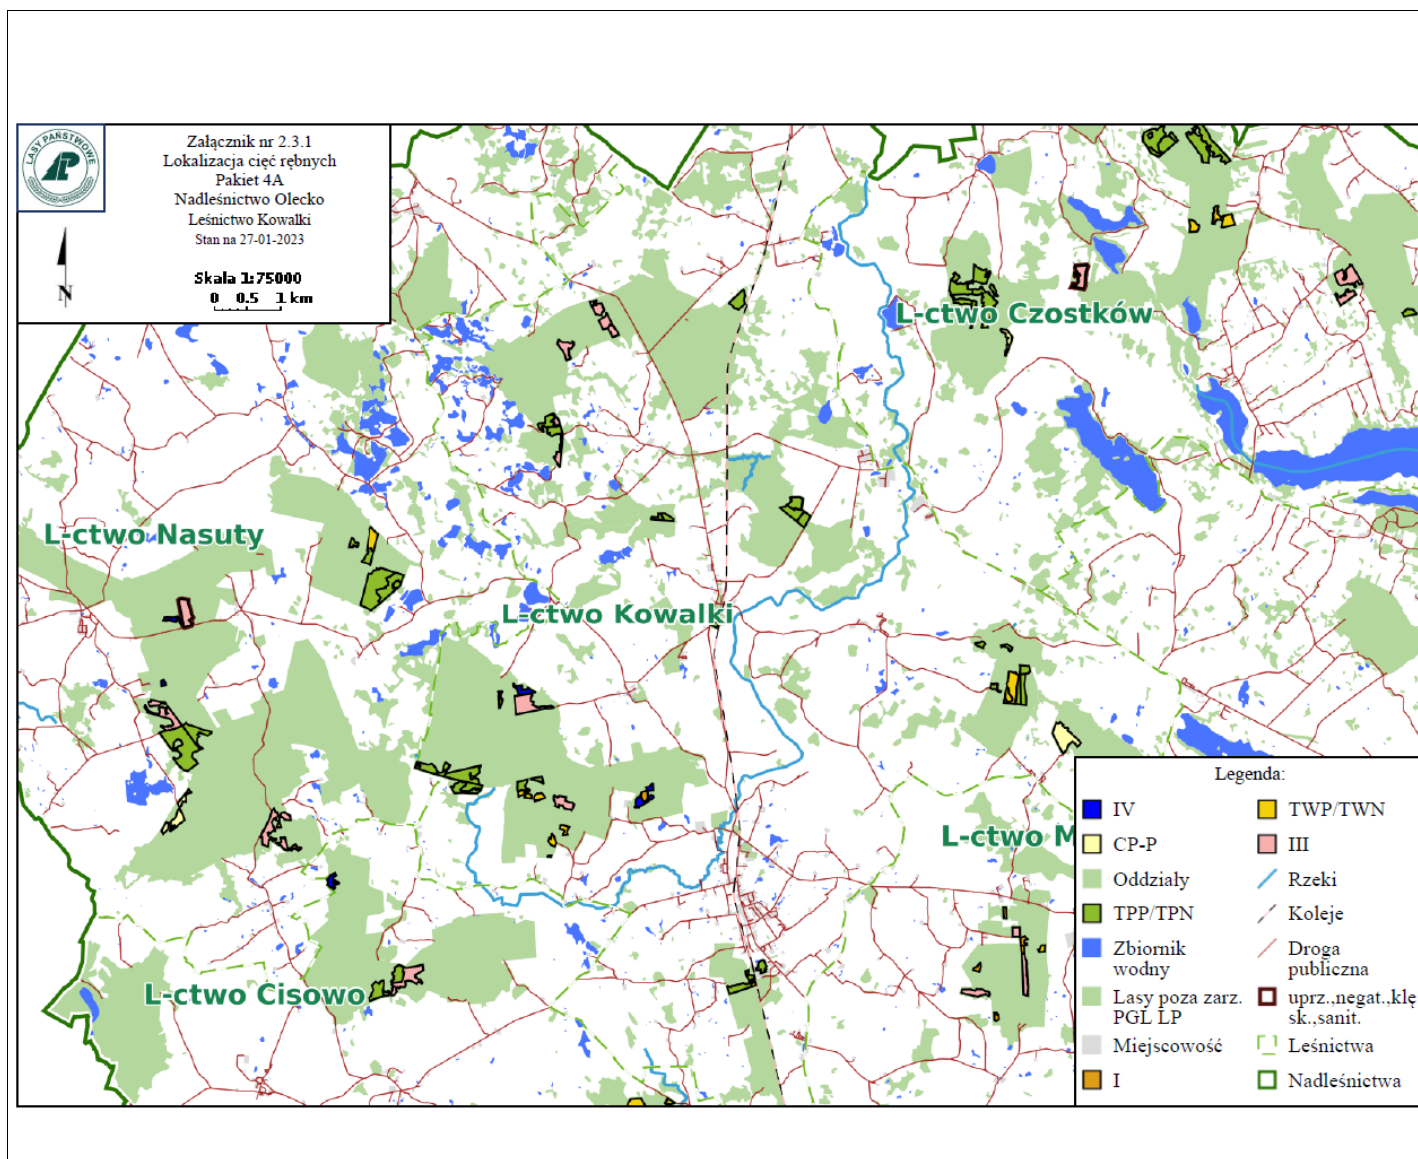 LASY PAŃSTWOWE
Załącznik nr 2.3.1
Lokalizacja cięć rębnych
Pakiet 4A
Nadleśnictwo Olecko
Leśnictwo Kowalki
Stan na 27-01-2023
Skala 1:75000
0 0.5 1 km
N
L-ctwo Czostków
L-ctwo Nasuty
L-ctwo Kowalki
L-ctwo M
L-ctwo Cisowo
Legenda:
IV
CP-P
Oddziały
TPP/TPN
Zbiornik
wodny
Lasy poza zarz.
PGL LP
Miejscowość
I
TWP/TWN
III
Rzeki
Koleje
Droga
publiczna
uprz.,negat.,klę
sk.,sanit.
Leśnictwa
Nadleśnictwa